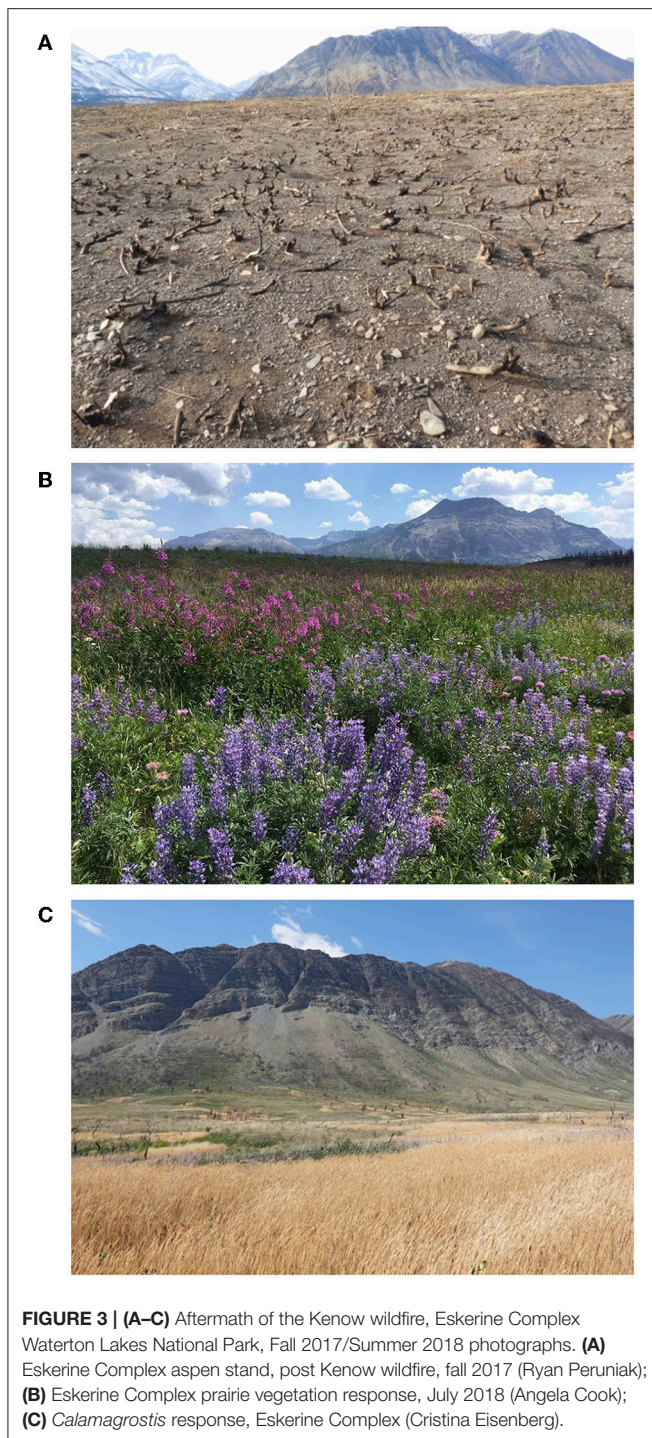 A
B
C
FIGURE 3 | (A–C) Aftermath of the Kenow wildfire, Eskerine Complex
Waterton Lakes National Park, Fall 2017/Summer 2018 photographs. (A)
Eskerine Complex aspen stand, post Kenow wildfire, fall 2017 (Ryan Peruniak);
(B) Eskerine Complex prairie vegetation response, July 2018 (Angela Cook);
(C) Calamagrostis response, Eskerine Complex (Cristina Eisenberg).